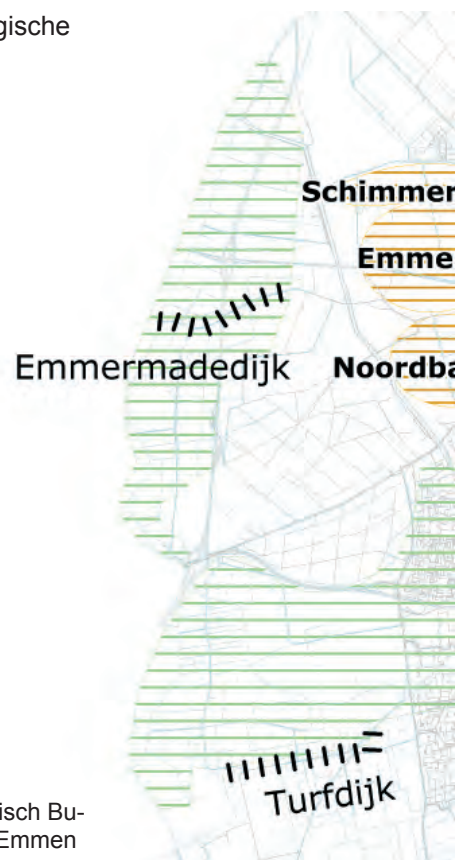 gische
Schimmer
Emme
Emmermadedijk
Noordba
Turfdijk
isch Bu-
Emmen